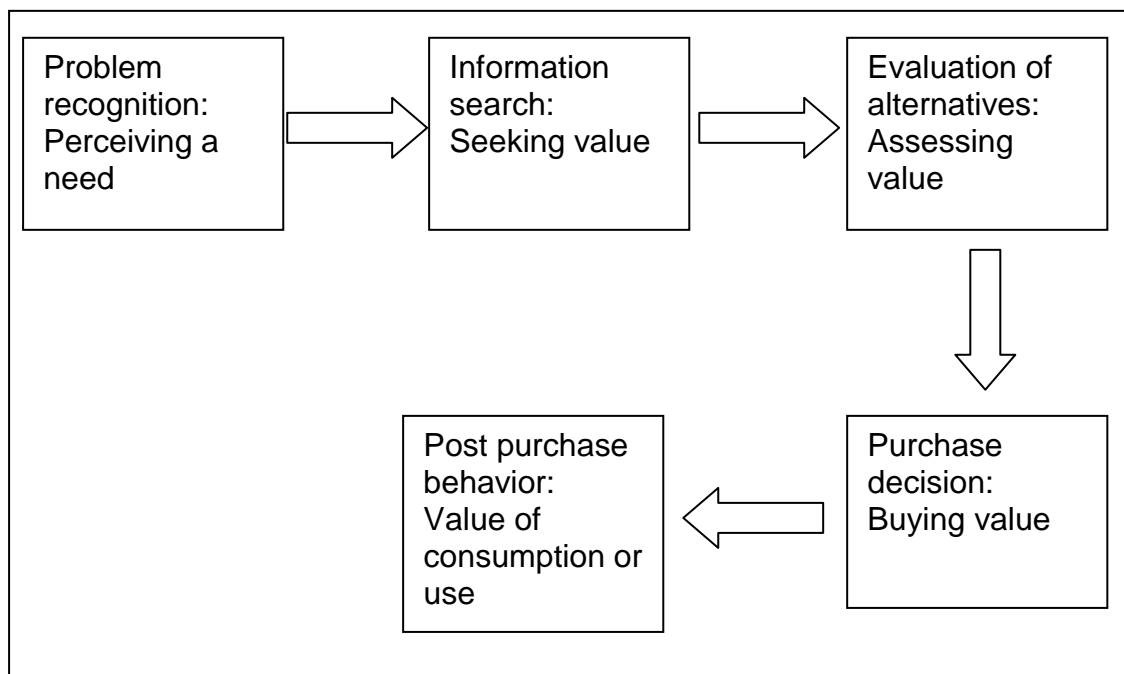 Problem
recognition:
Perceiving a
need
Information
search:
Seeking value
Evaluation of
alternatives:
Assessing
value
Purchase
decision:
Buying value
Post purchase
behavior:
Value of
consumption or
use